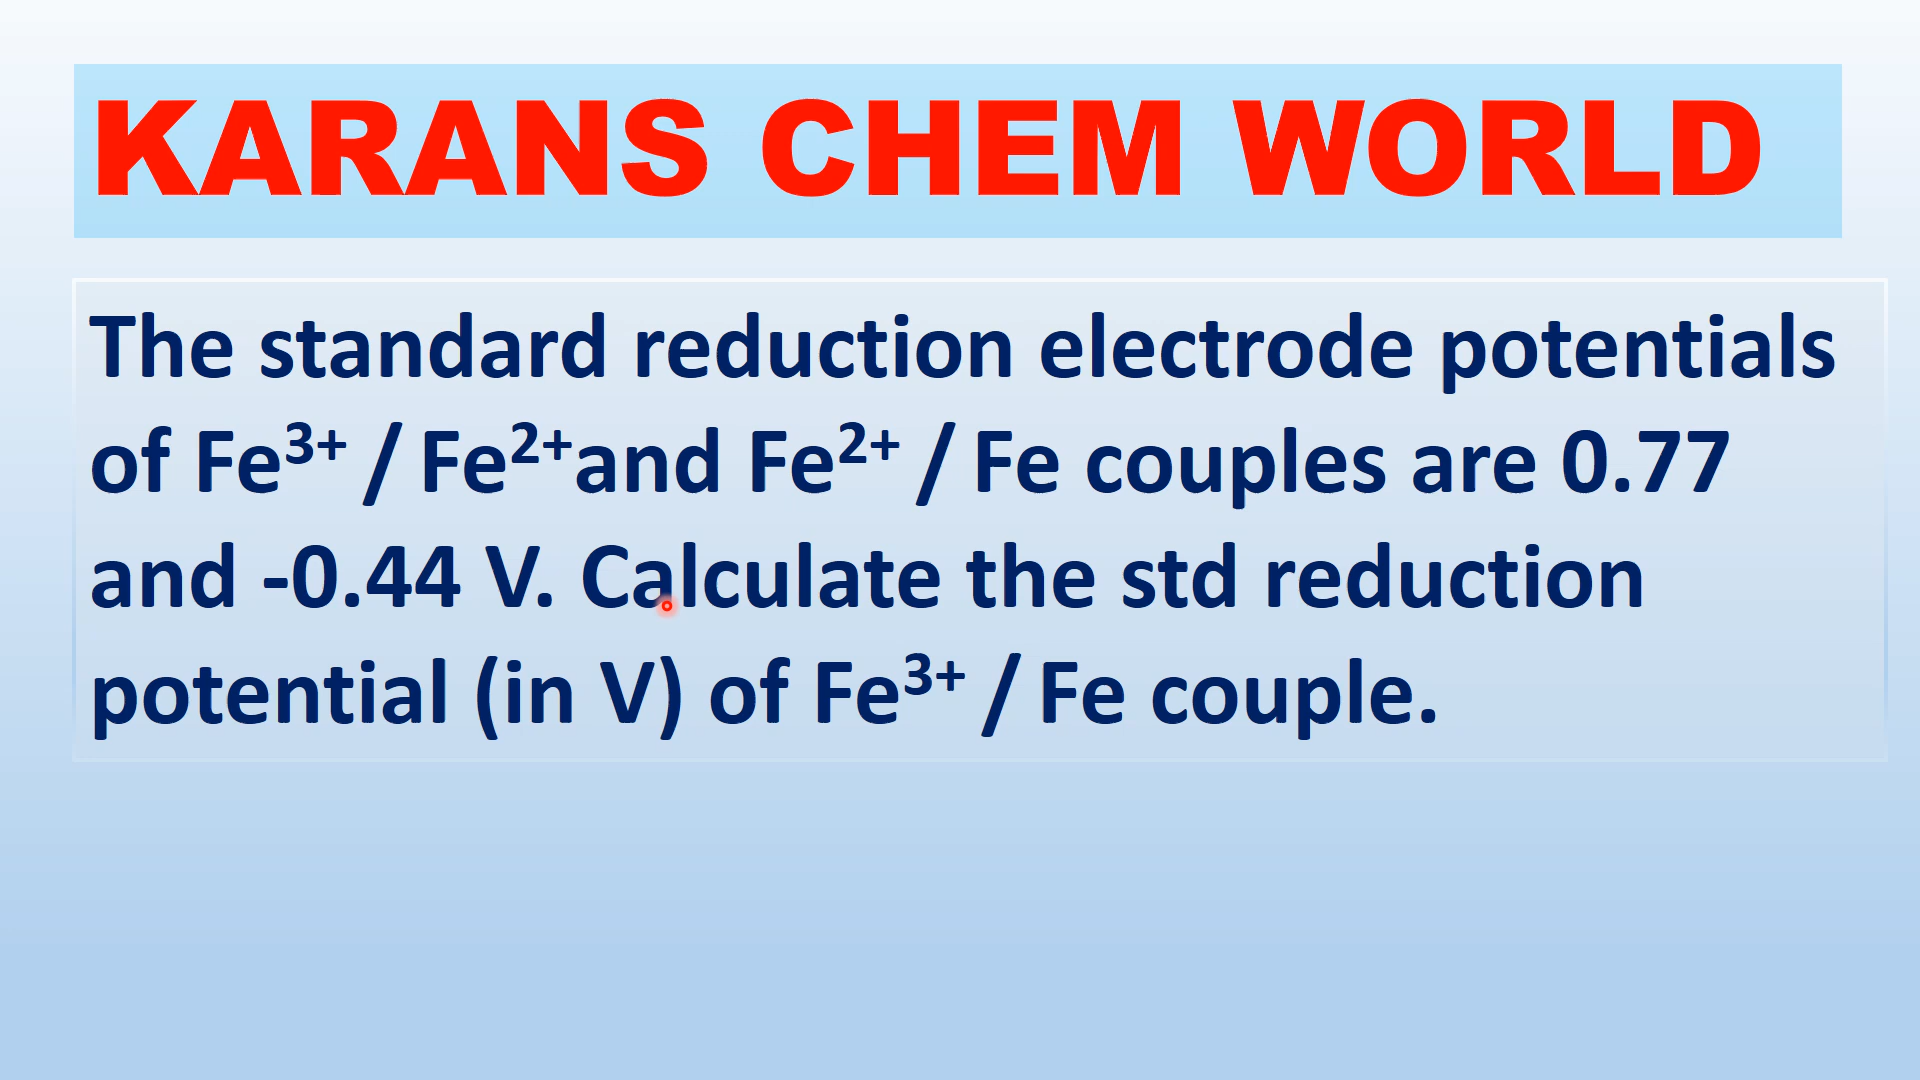 KARANS CHEM WORLD
The standard reduction electrode potentials
of Fe³⁺ / Fe²⁺and Fe²⁺ / Fe couples are 0.77
and -0.44 V. Calculate the std reduction
potential (in V) of Fe³⁺ / Fe couple.